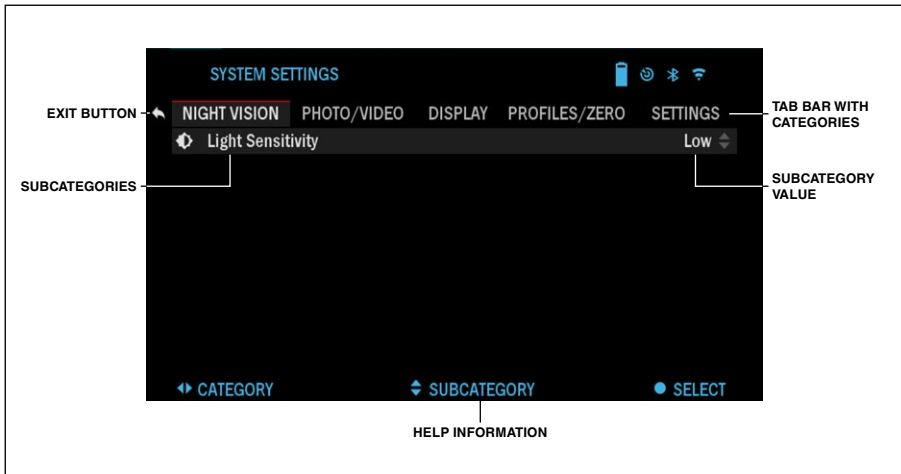 SYSTEM SETTINGS
EXIT BUTTON
NIGHT VISION PHOTO/VIDEO DISPLAY PROFILES/ZERO SETTINGS
TAB BAR WITH
CATEGORIES
Light Sensitivity Low
SUBCATEGORIES
SUBCATEGORY
VALUE
CATEGORY SUBCATEGORY SELECT
HELP INFORMATION